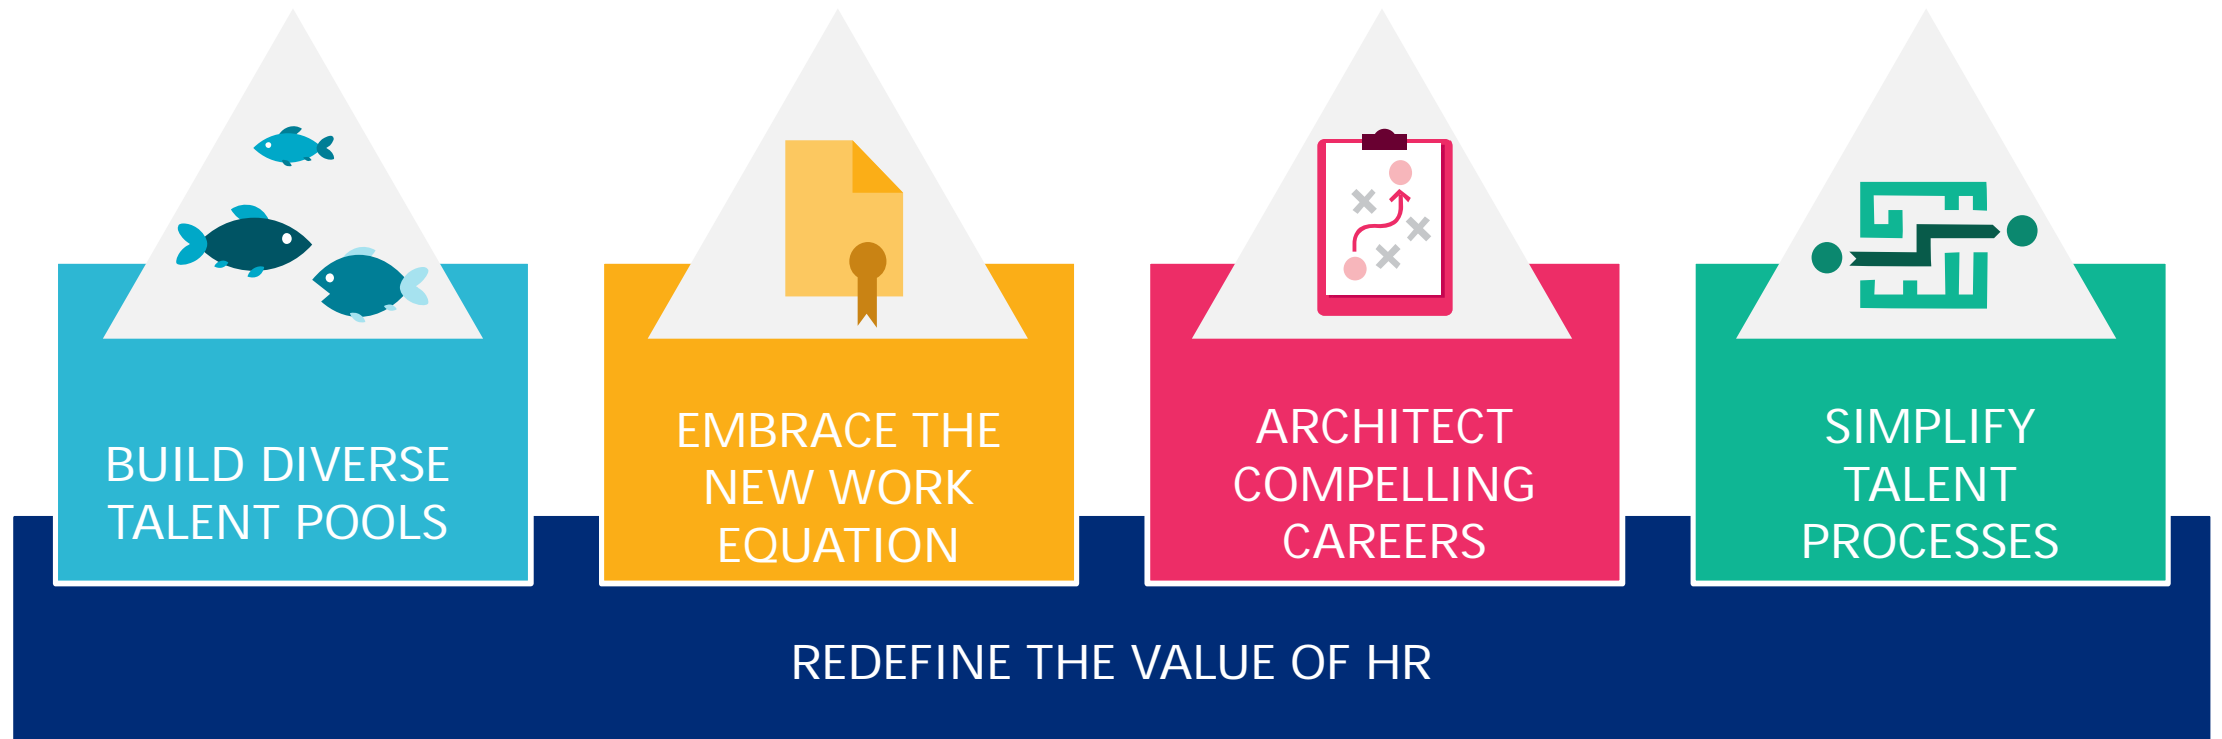 BUILD DIVERSE
TALENT POOLS
EMBRACE THE
NEW WORK
EQUATION
ARCHITECT
COMPELLING
CAREERS
SIMPLIFY
TALENT
PROCESSES
REDEFINE THE VALUE OF HR